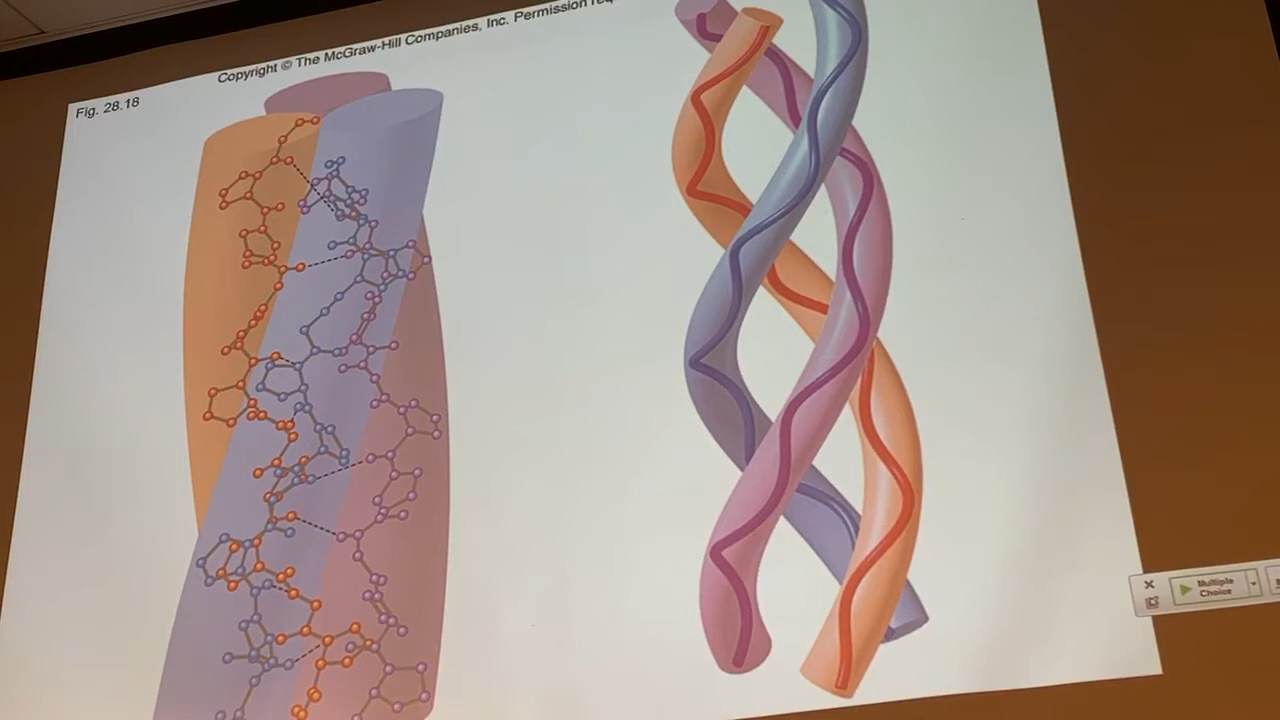 Copyright © The McGraw-Hill Companies, Inc. Permission
Fig. 28.18
Multiple
Choice